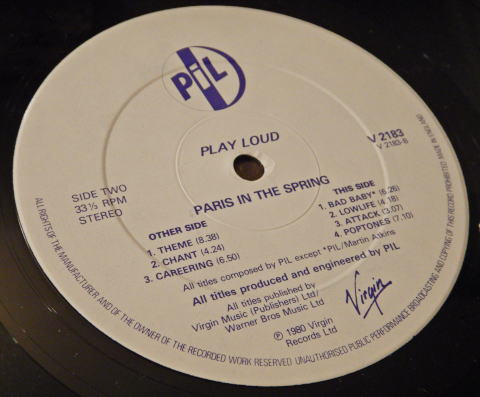 PiL
PLAY LOUD
V 2183
V 2183-B
SIDE TWO
33⅓ RPM
STEREO
PARIS IN THE SPRING
OTHER SIDE
1. THEME (8.38)
2. CHANT (4.24)
3. CAREERING (6.50)
THIS SIDE
1. BAD BABY* (6.26)
2. LOWLIFE (4.18)
3. ATTACK (3.07)
4. POPTONES (7.10)
All titles composed by PIL except *PIL/Martin Atkins
All titles produced and engineered by PIL
All titles published by
Virgin Music (Publishers) Ltd/
Warner Bros Music Ltd
Ⓟ 1980 Virgin
Records Ltd
Virgin
ALL RIGHTS OF THE MANUFACTURER AND OF THE OWNER OF THE RECORDED WORK RESERVED UNAUTHORISED PUBLIC PERFORMANCE BROADCASTING AND COPYING OF THIS RECORD PROHIBITED MADE IN ENGLAND